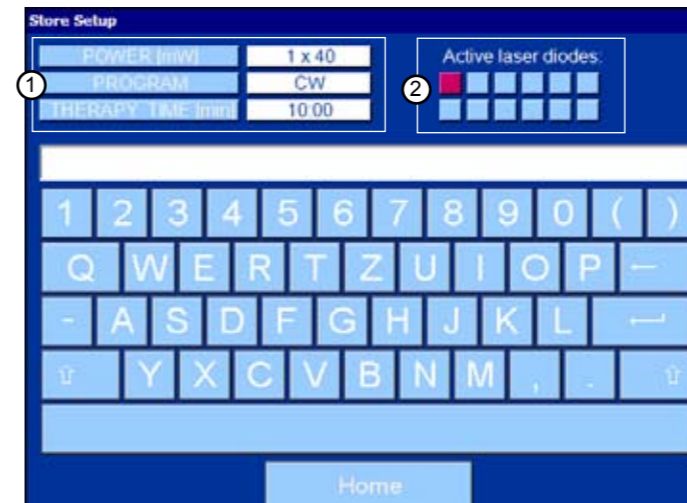 Store Setup
POWER [mW] 1 x 40 Active laser diodes:
1 PROGRAM CW 2
THERAPY TIME [min] 10:00
1 2 3 4 5 6 7 8 9 0 ( )
Q W E R T Z U I O P ←
- A S D F G H J K L ↵
⇧ Y X C V B N M , . ⇧
Home